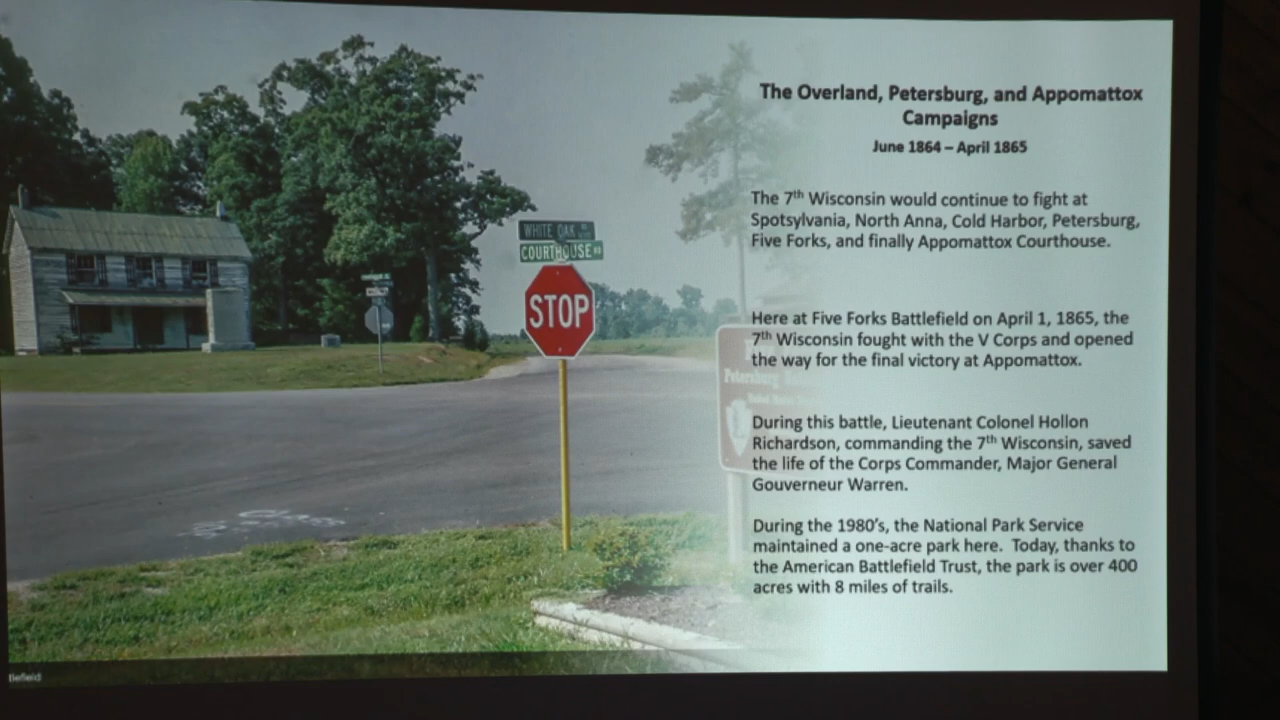 The Overland, Petersburg, and Appomattox
Campaigns
June 1864 – April 1865
The 7th Wisconsin would continue to fight at
Spotsylvania, North Anna, Cold Harbor, Petersburg,
Five Forks, and finally Appomattox Courthouse.
Here at Five Forks Battlefield on April 1, 1865, the
7th Wisconsin fought with the V Corps and opened
the way for the final victory at Appomattox.
During this battle, Lieutenant Colonel Hollon
Richardson, commanding the 7th Wisconsin, saved
the life of the Corps Commander, Major General
Gouverneur Warren.
During the 1980's, the National Park Service
maintained a one-acre park here. Today, thanks to
the American Battlefield Trust, the park is over 400
acres with 8 miles of trails.
WHITE OAK RD
COURTHOUSE RD
STOP
Petersburg
tlefield